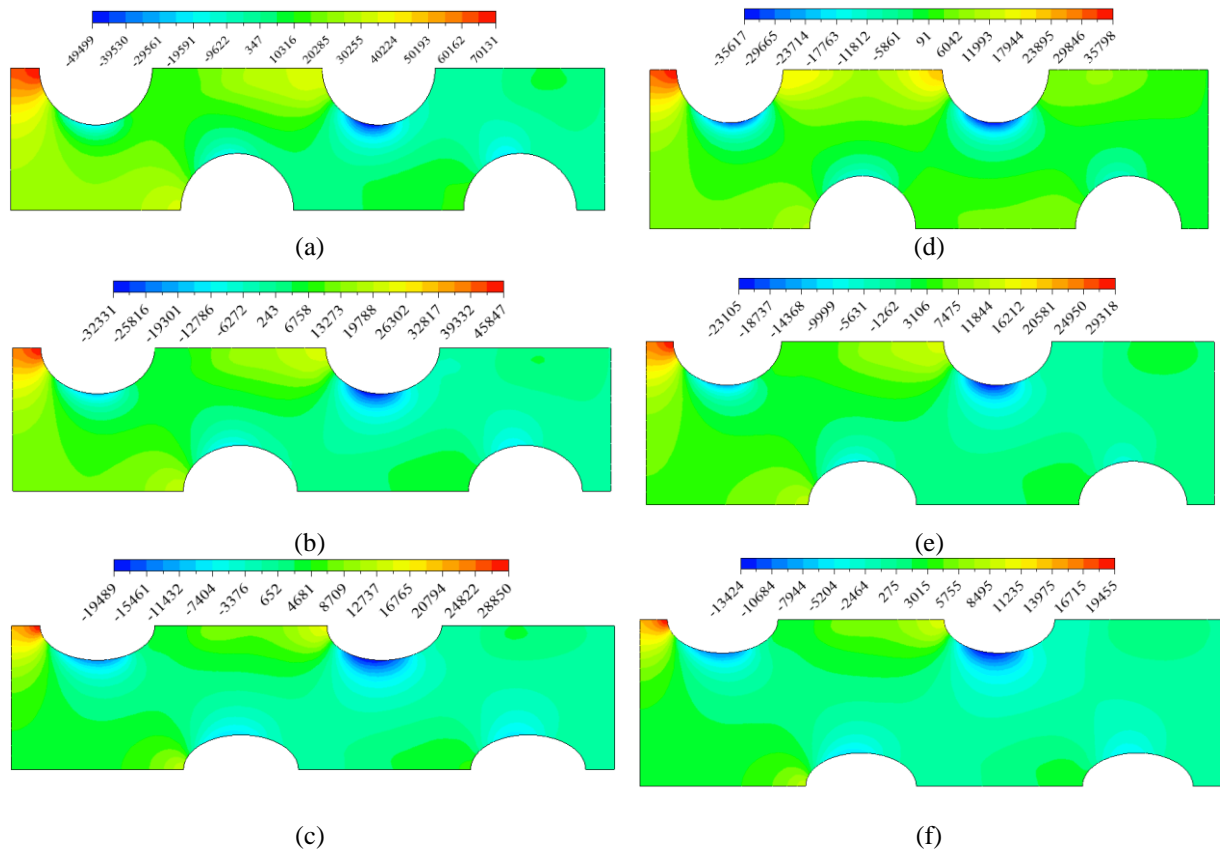 -49499 -39530 -29561 -19591 -9622 347 10316 20285 30255 40224 50193 60162 70131
(a)
-32331 -25816 -19301 -12786 -6272 243 6758 13273 19788 26302 32817 39332 45847
(b)
-19489 -15461 -11432 -7404 -3376 652 4681 8709 12737 16765 20794 24822 28850
(c)
-35617 -29665 -23714 -17763 -11812 -5861 91 6042 11993 17944 23895 29846 35798
(d)
-23105 -18737 -14368 -9999 -5631 -1262 3106 7475 11844 16212 20581 24950 29318
(e)
-13424 -10684 -7944 -5204 -2464 275 3015 5755 8495 11235 13975 16715 19455
(f)